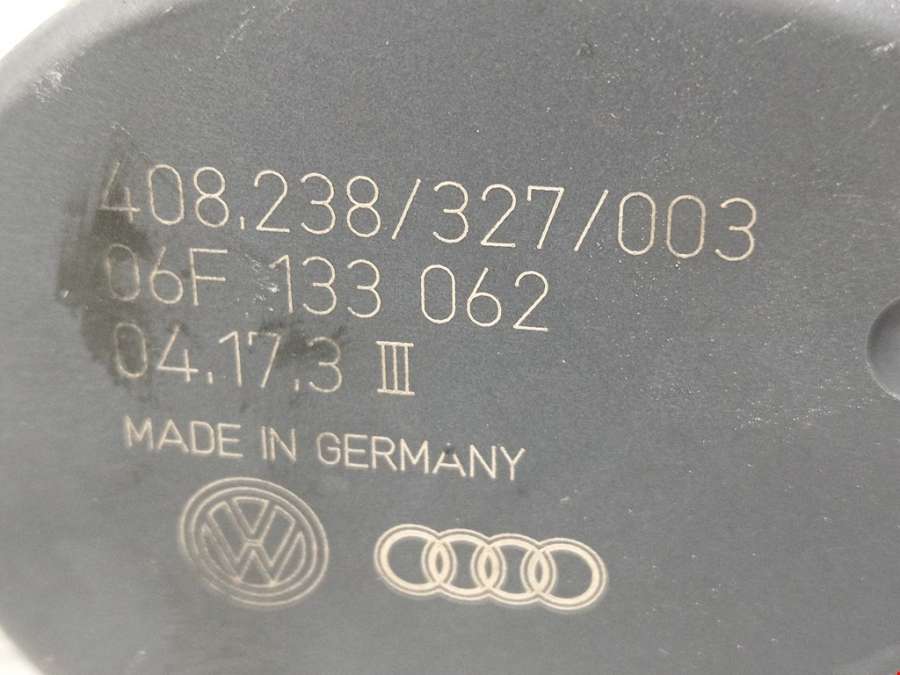 408.238/327/003
06F 133 062
04.17.3 III
MADE IN GERMANY